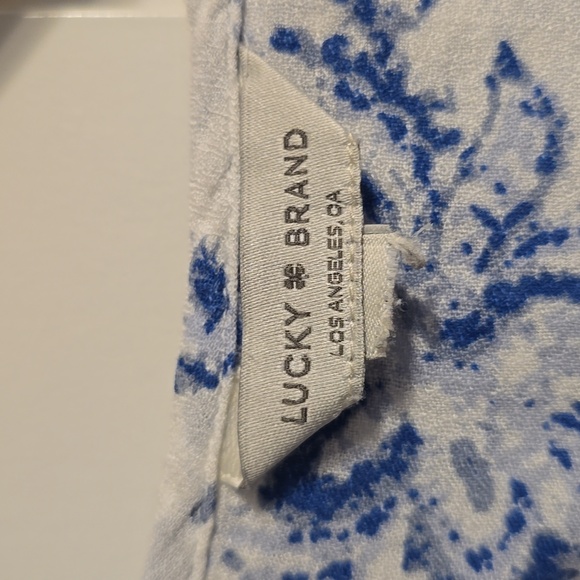 LUCKY BRAND
LOS ANGELES, CA